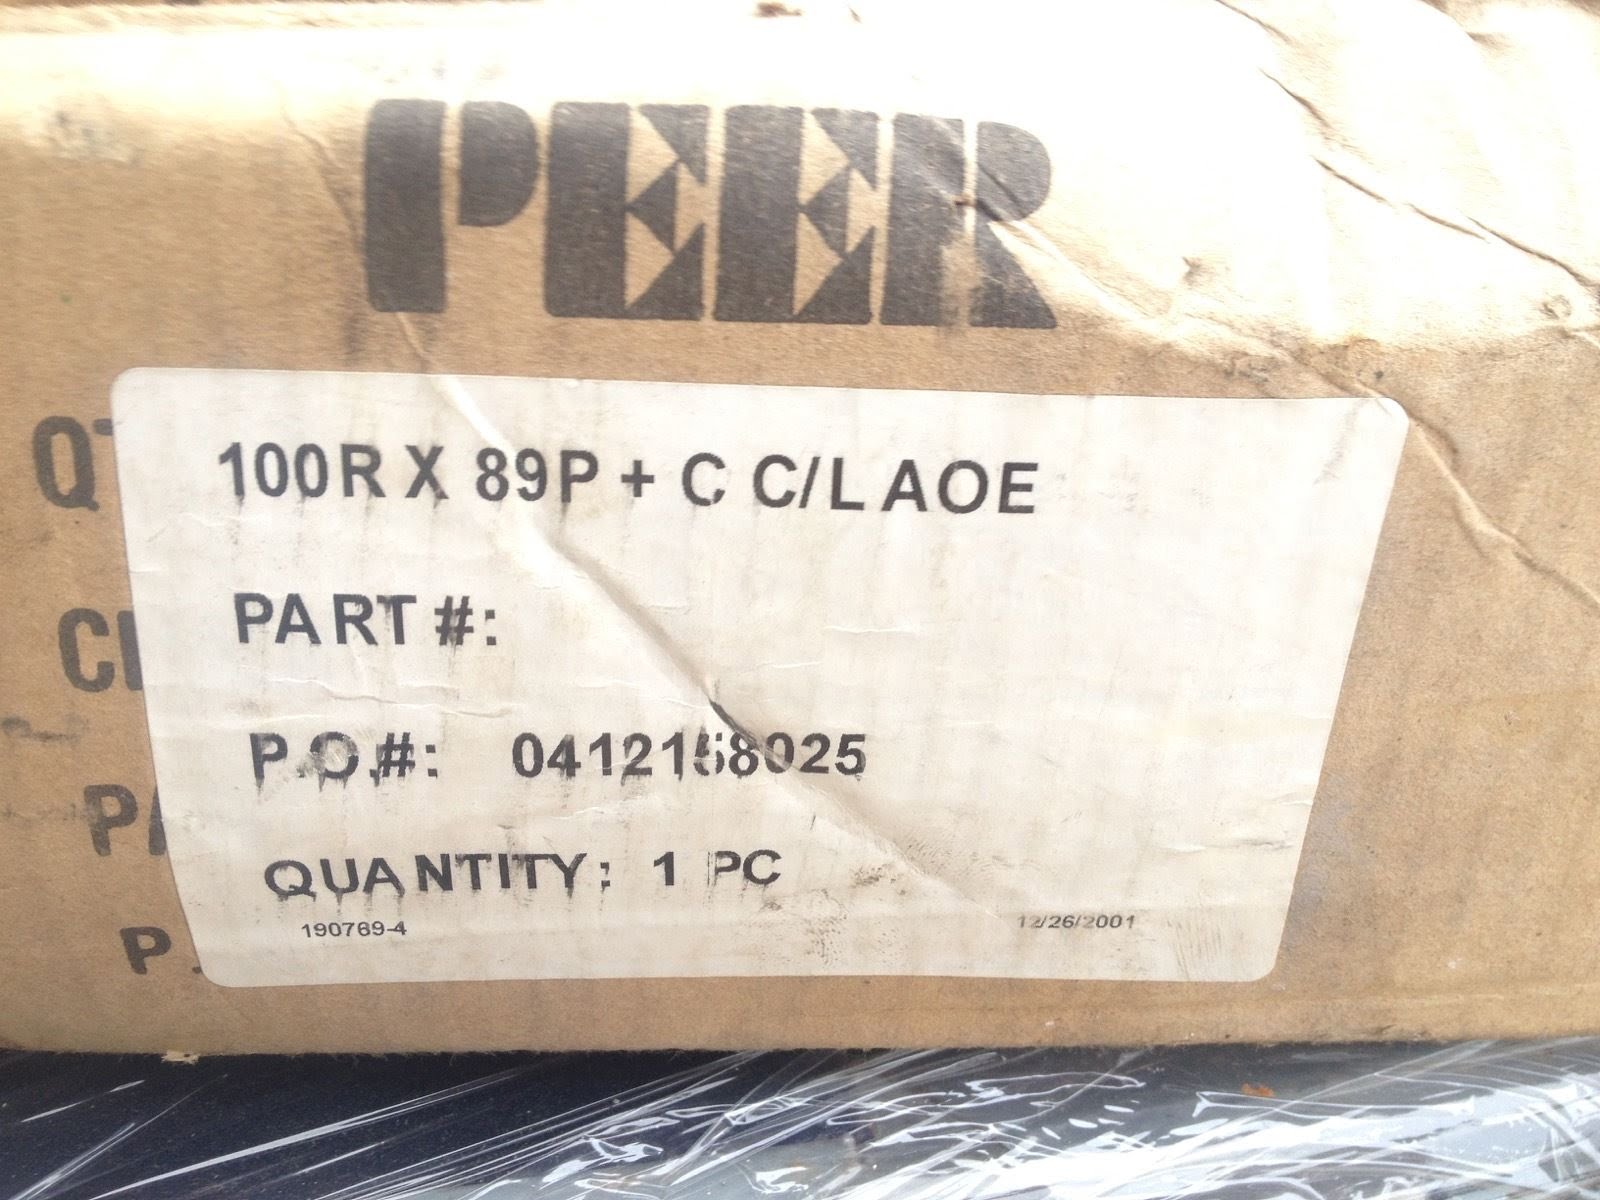 PEER
100R X 89P + C C/L AOE
PART #:
P.O.#: 0412158025
QUANTITY: 1 PC
190769-4 12/26/2001